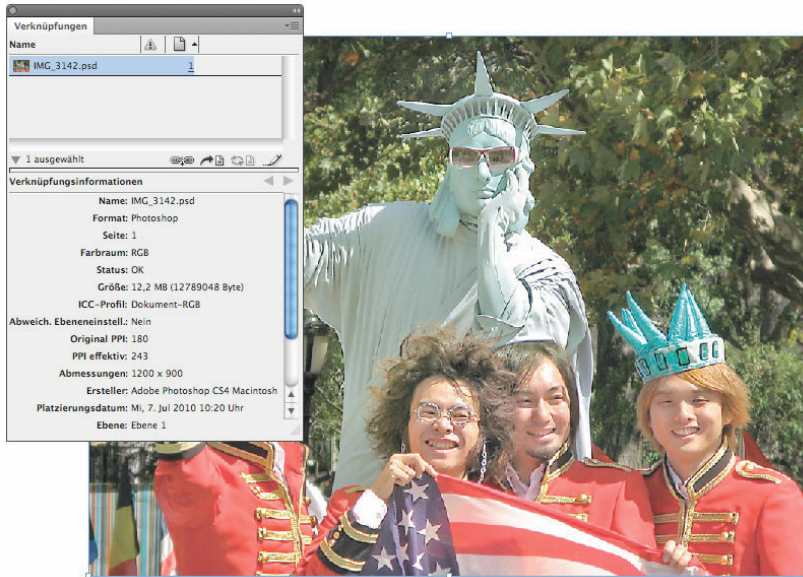 Verknüpfungen
Name
IMG_3142.psd 1
1 ausgewählt
Verknüpfungsinformationen
Name: IMG_3142.psd
Format: Photoshop
Seite: 1
Farbraum: RGB
Status: OK
Größe: 12,2 MB (12789048 Byte)
ICC-Profil: Dokument-RGB
Abweich. Ebeneneinstell.: Nein
Original PPI: 180
PPI effektiv: 243
Abmessungen: 1200 x 900
Ersteller: Adobe Photoshop CS4 Macintosh
Platzierungsdatum: Mi, 7. Jul 2010 10:20 Uhr
Ebene: Ebene 1